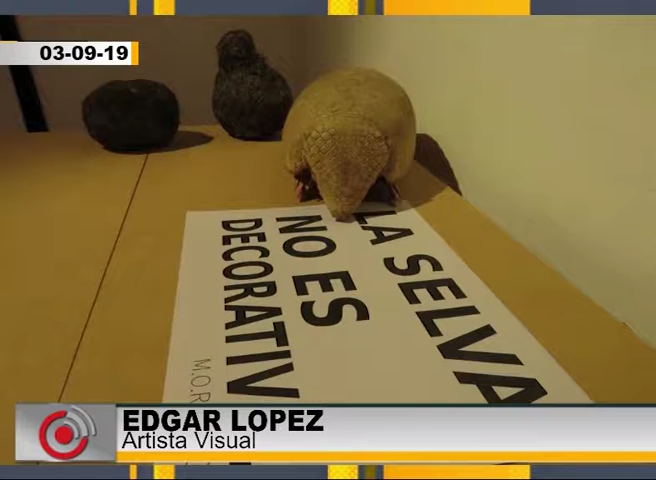 03-09-19
LA SELVA
NO ES
DECORATIV
M.O.R
EDGAR LOPEZ
Artista Visual